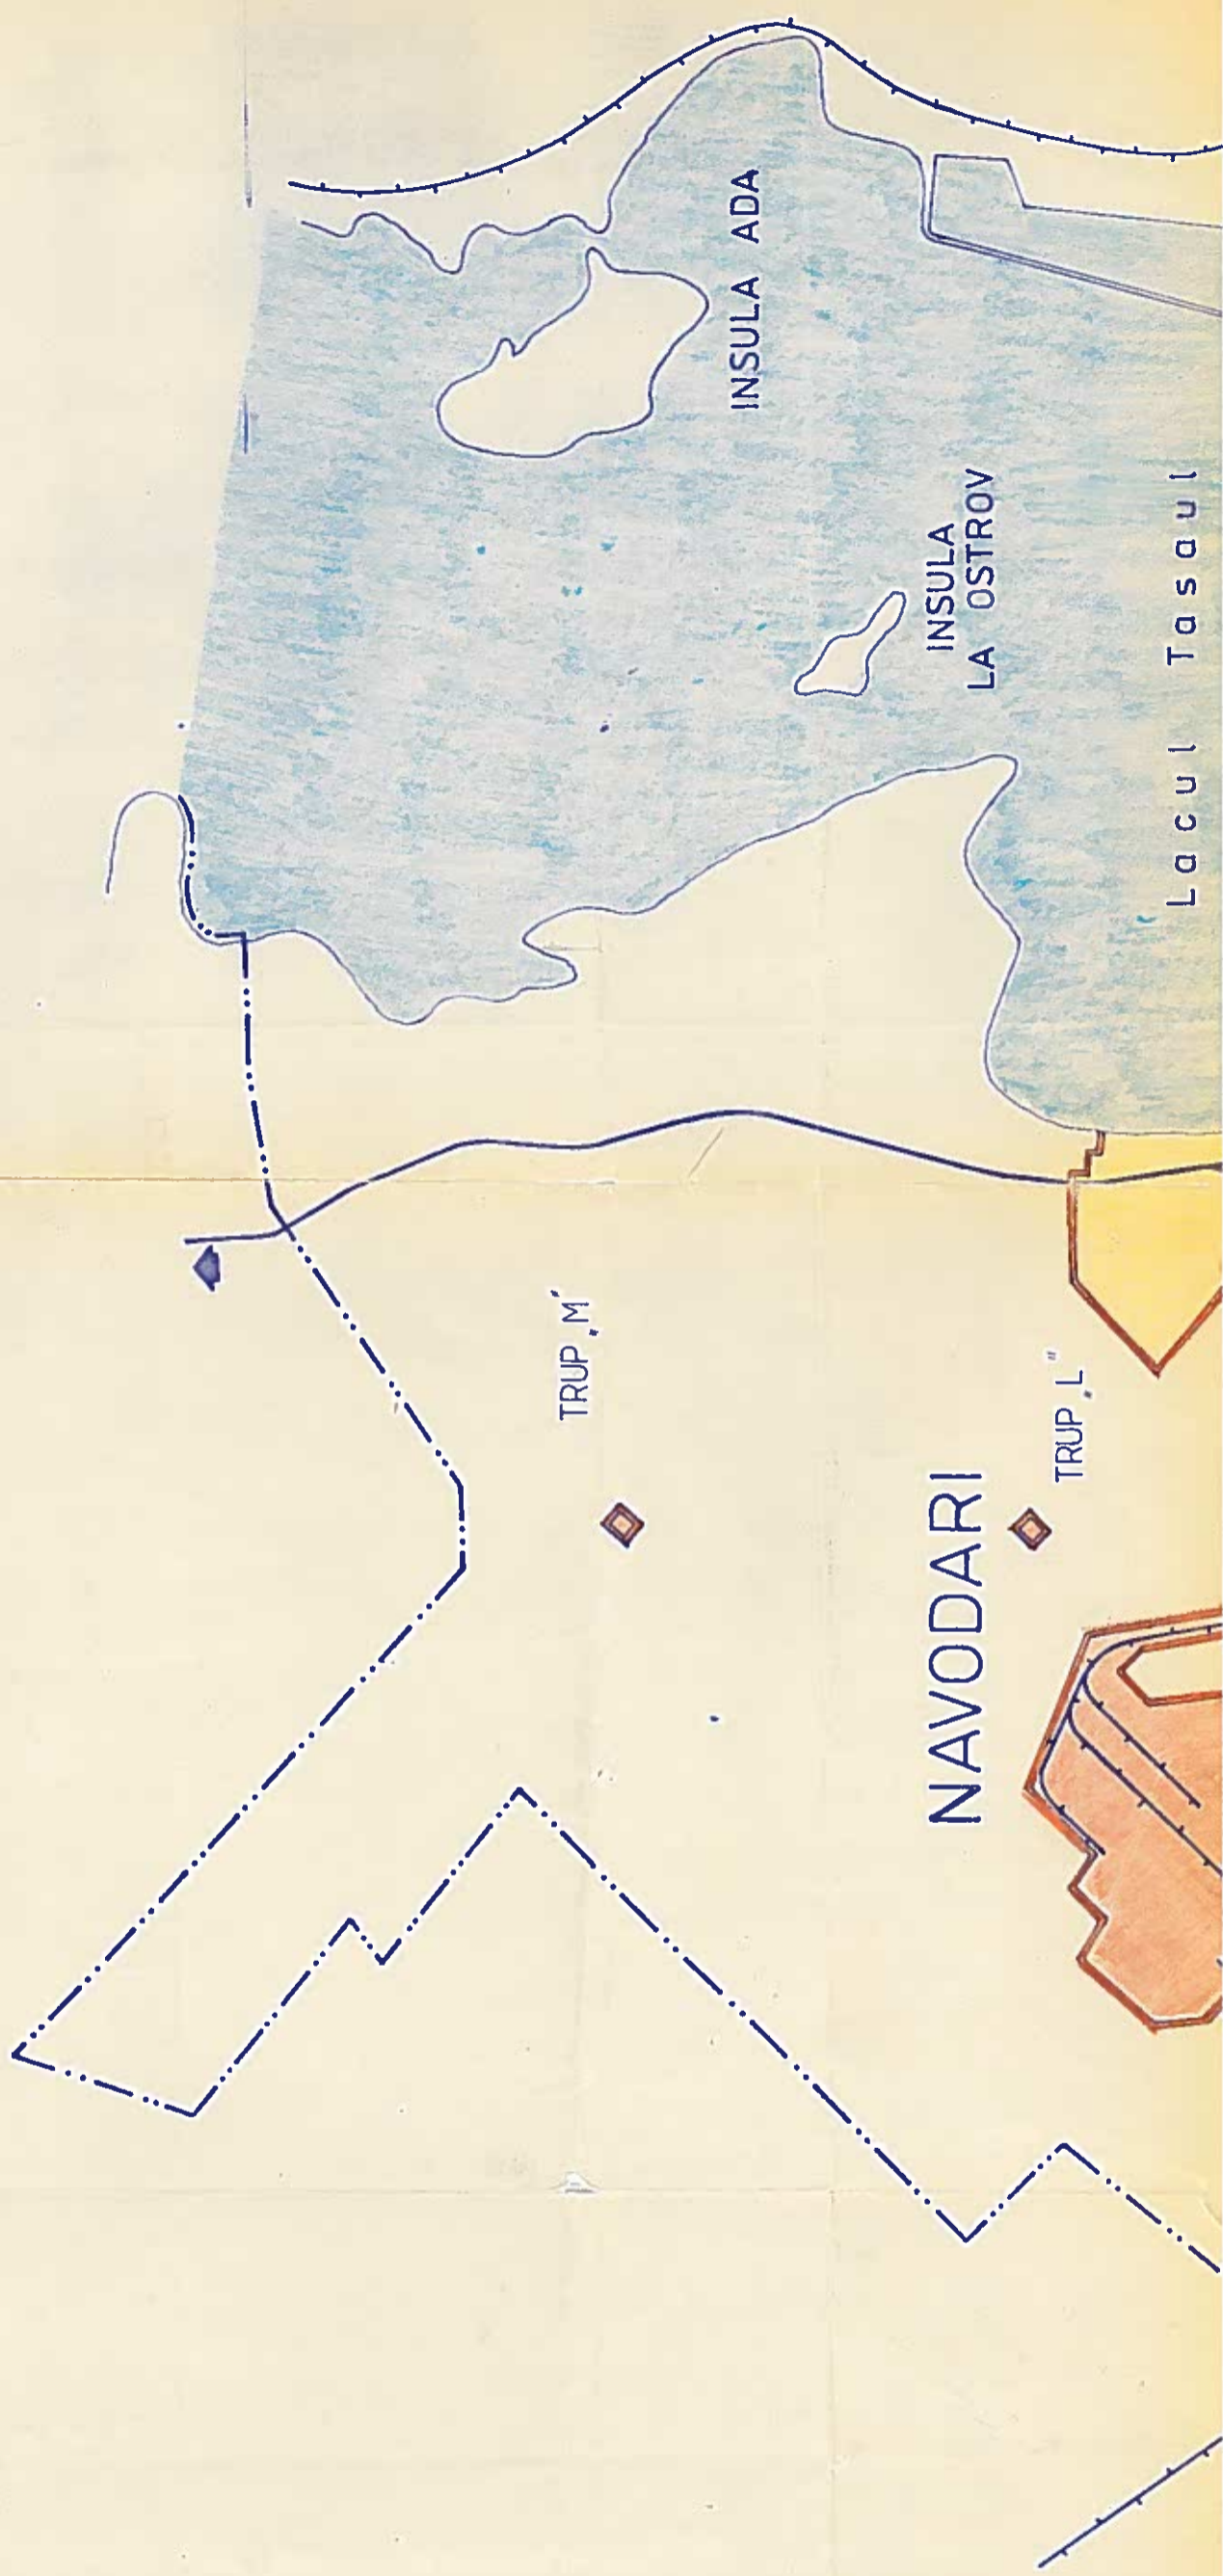 INSULA ADA
INSULA
LA OSTROV
Lacul Tasaul
TRUP „M"
NAVODARI
TRUP „L"